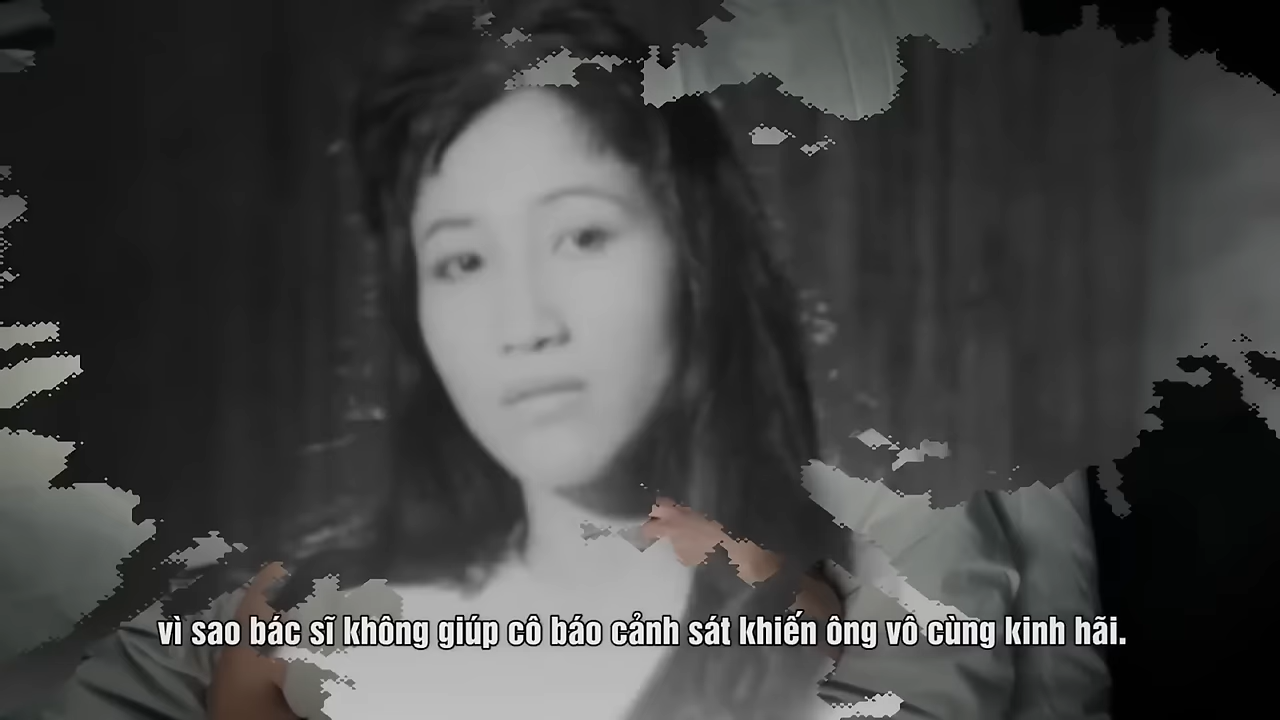 vì sao bác sĩ không giúp cô báo cảnh sát khiến ông vô cùng kinh hãi.